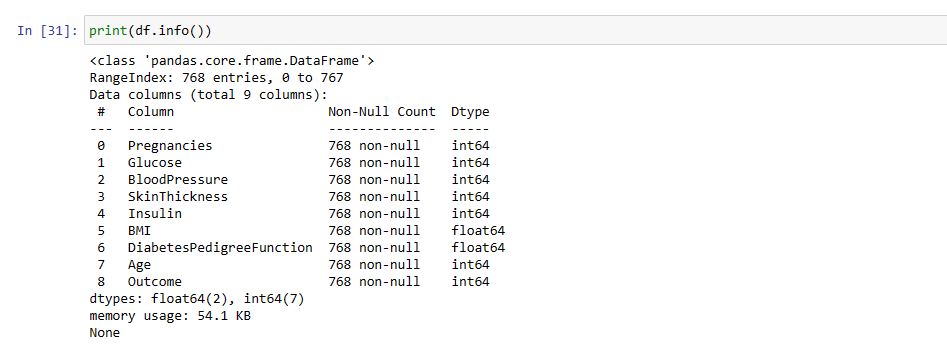 In [31]: print(df.info())
<class 'pandas.core.frame.DataFrame'>
RangeIndex: 768 entries, 0 to 767
Data columns (total 9 columns):
 #   Column                    Non-Null Count  Dtype
---  ------                    --------------  -----
 0   Pregnancies               768 non-null    int64
 1   Glucose                   768 non-null    int64
 2   BloodPressure             768 non-null    int64
 3   SkinThickness             768 non-null    int64
 4   Insulin                   768 non-null    int64
 5   BMI                       768 non-null    float64
 6   DiabetesPedigreeFunction  768 non-null    float64
 7   Age                       768 non-null    int64
 8   Outcome                   768 non-null    int64
dtypes: float64(2), int64(7)
memory usage: 54.1 KB
None